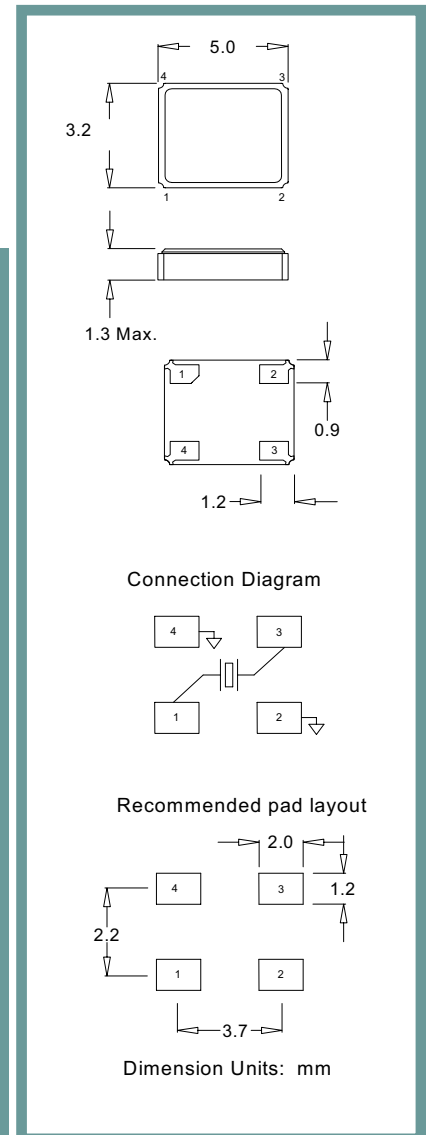 5.0
4 3
3.2
1 2
1.3 Max.
1 2
0.9
4 3
1.2
Connection Diagram
4 3
1 2
Recommended pad layout
2.0
4 3 1.2
2.2
1 2
3.7
Dimension Units: mm